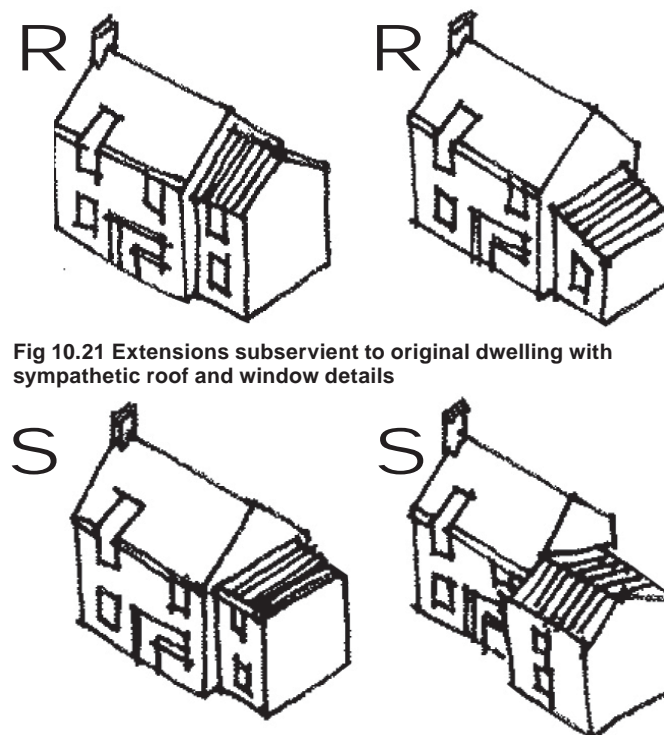 R R
Fig 10.21 Extensions subservient to original dwelling with
sympathetic roof and window details
S S